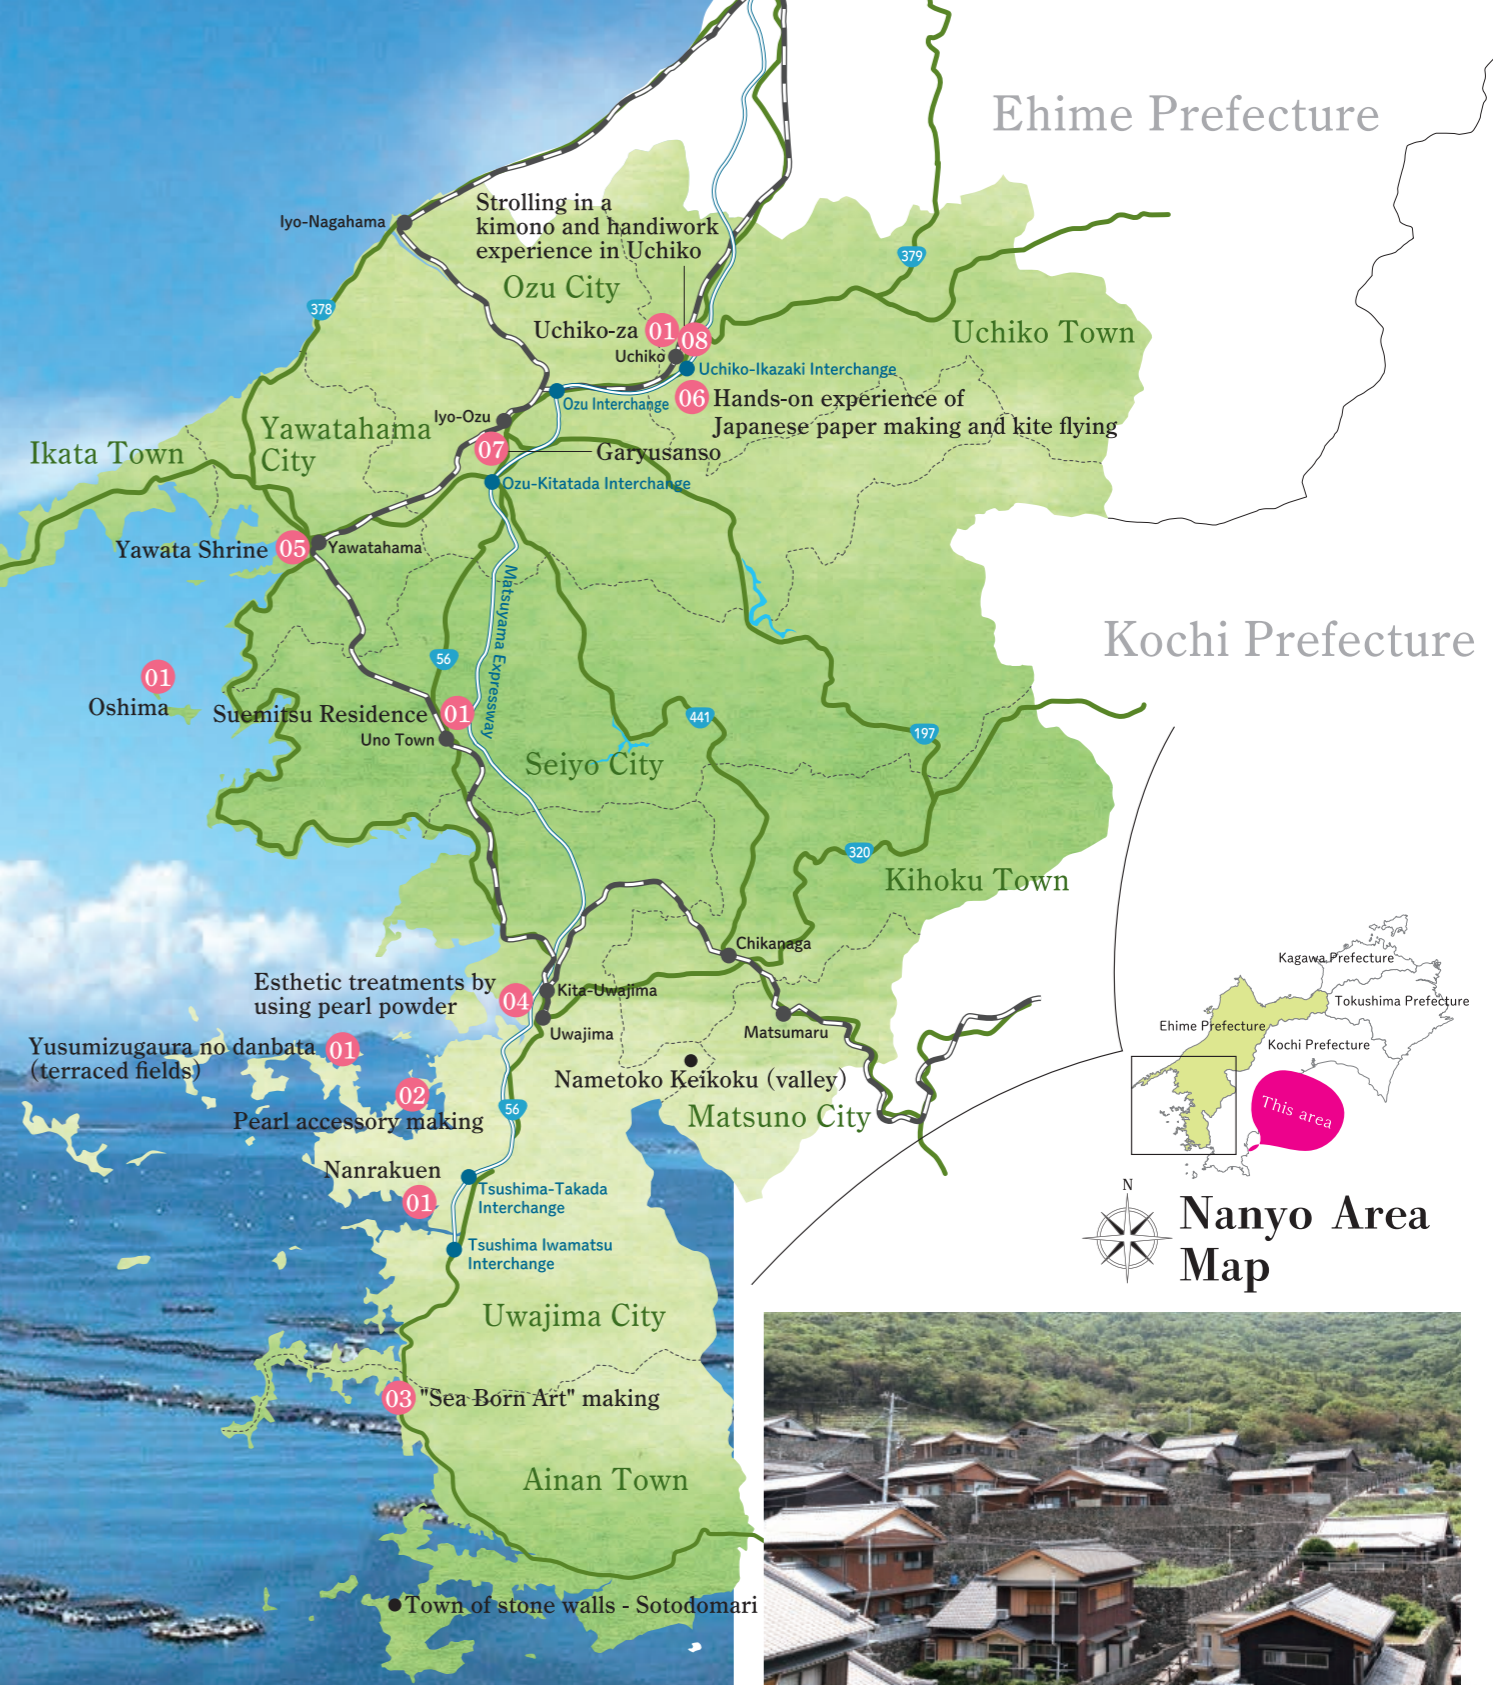 Ehime Prefecture
Strolling in a
kimono and handiwork
experience in Uchiko
Iyo-Nagahama
379
Ozu City
378
Uchiko-za 01
08
Uchiko Town
Uchiko
Uchiko-Ikazaki Interchange
Ozu Interchange
06 Hands-on experience of
Japanese paper making and kite flying
Iyo-Ozu
Yawatahama
City
Ikata Town
07 Garyusanso
Ozu-Kitatada Interchange
Yawata Shrine 05
Yawatahama
Matsuyama Expressway
Kochi Prefecture
56
01
Oshima
Suemitsu Residence 01
441
Uno Town
197
Seiyo City
320
Kihoku Town
Chikanaga
Kagawa Prefecture
Tokushima Prefecture
Ehime Prefecture
Kochi Prefecture
This area
Esthetic treatments by
using pearl powder
04
Kita-Uwajima
Uwajima
Matsumaru
Yusumizugaura no danbata
(terraced fields)
01
Nametoko Keikoku (valley)
02
Pearl accessory making
56
Matsuno City
Nanrakuen
01
Tsushima-Takada
Interchange
N
Nanyo Area
Map
Tsushima Iwamatsu
Interchange
Uwajima City
03 "Sea Born Art" making
Ainan Town
Town of stone walls - Sotodomari